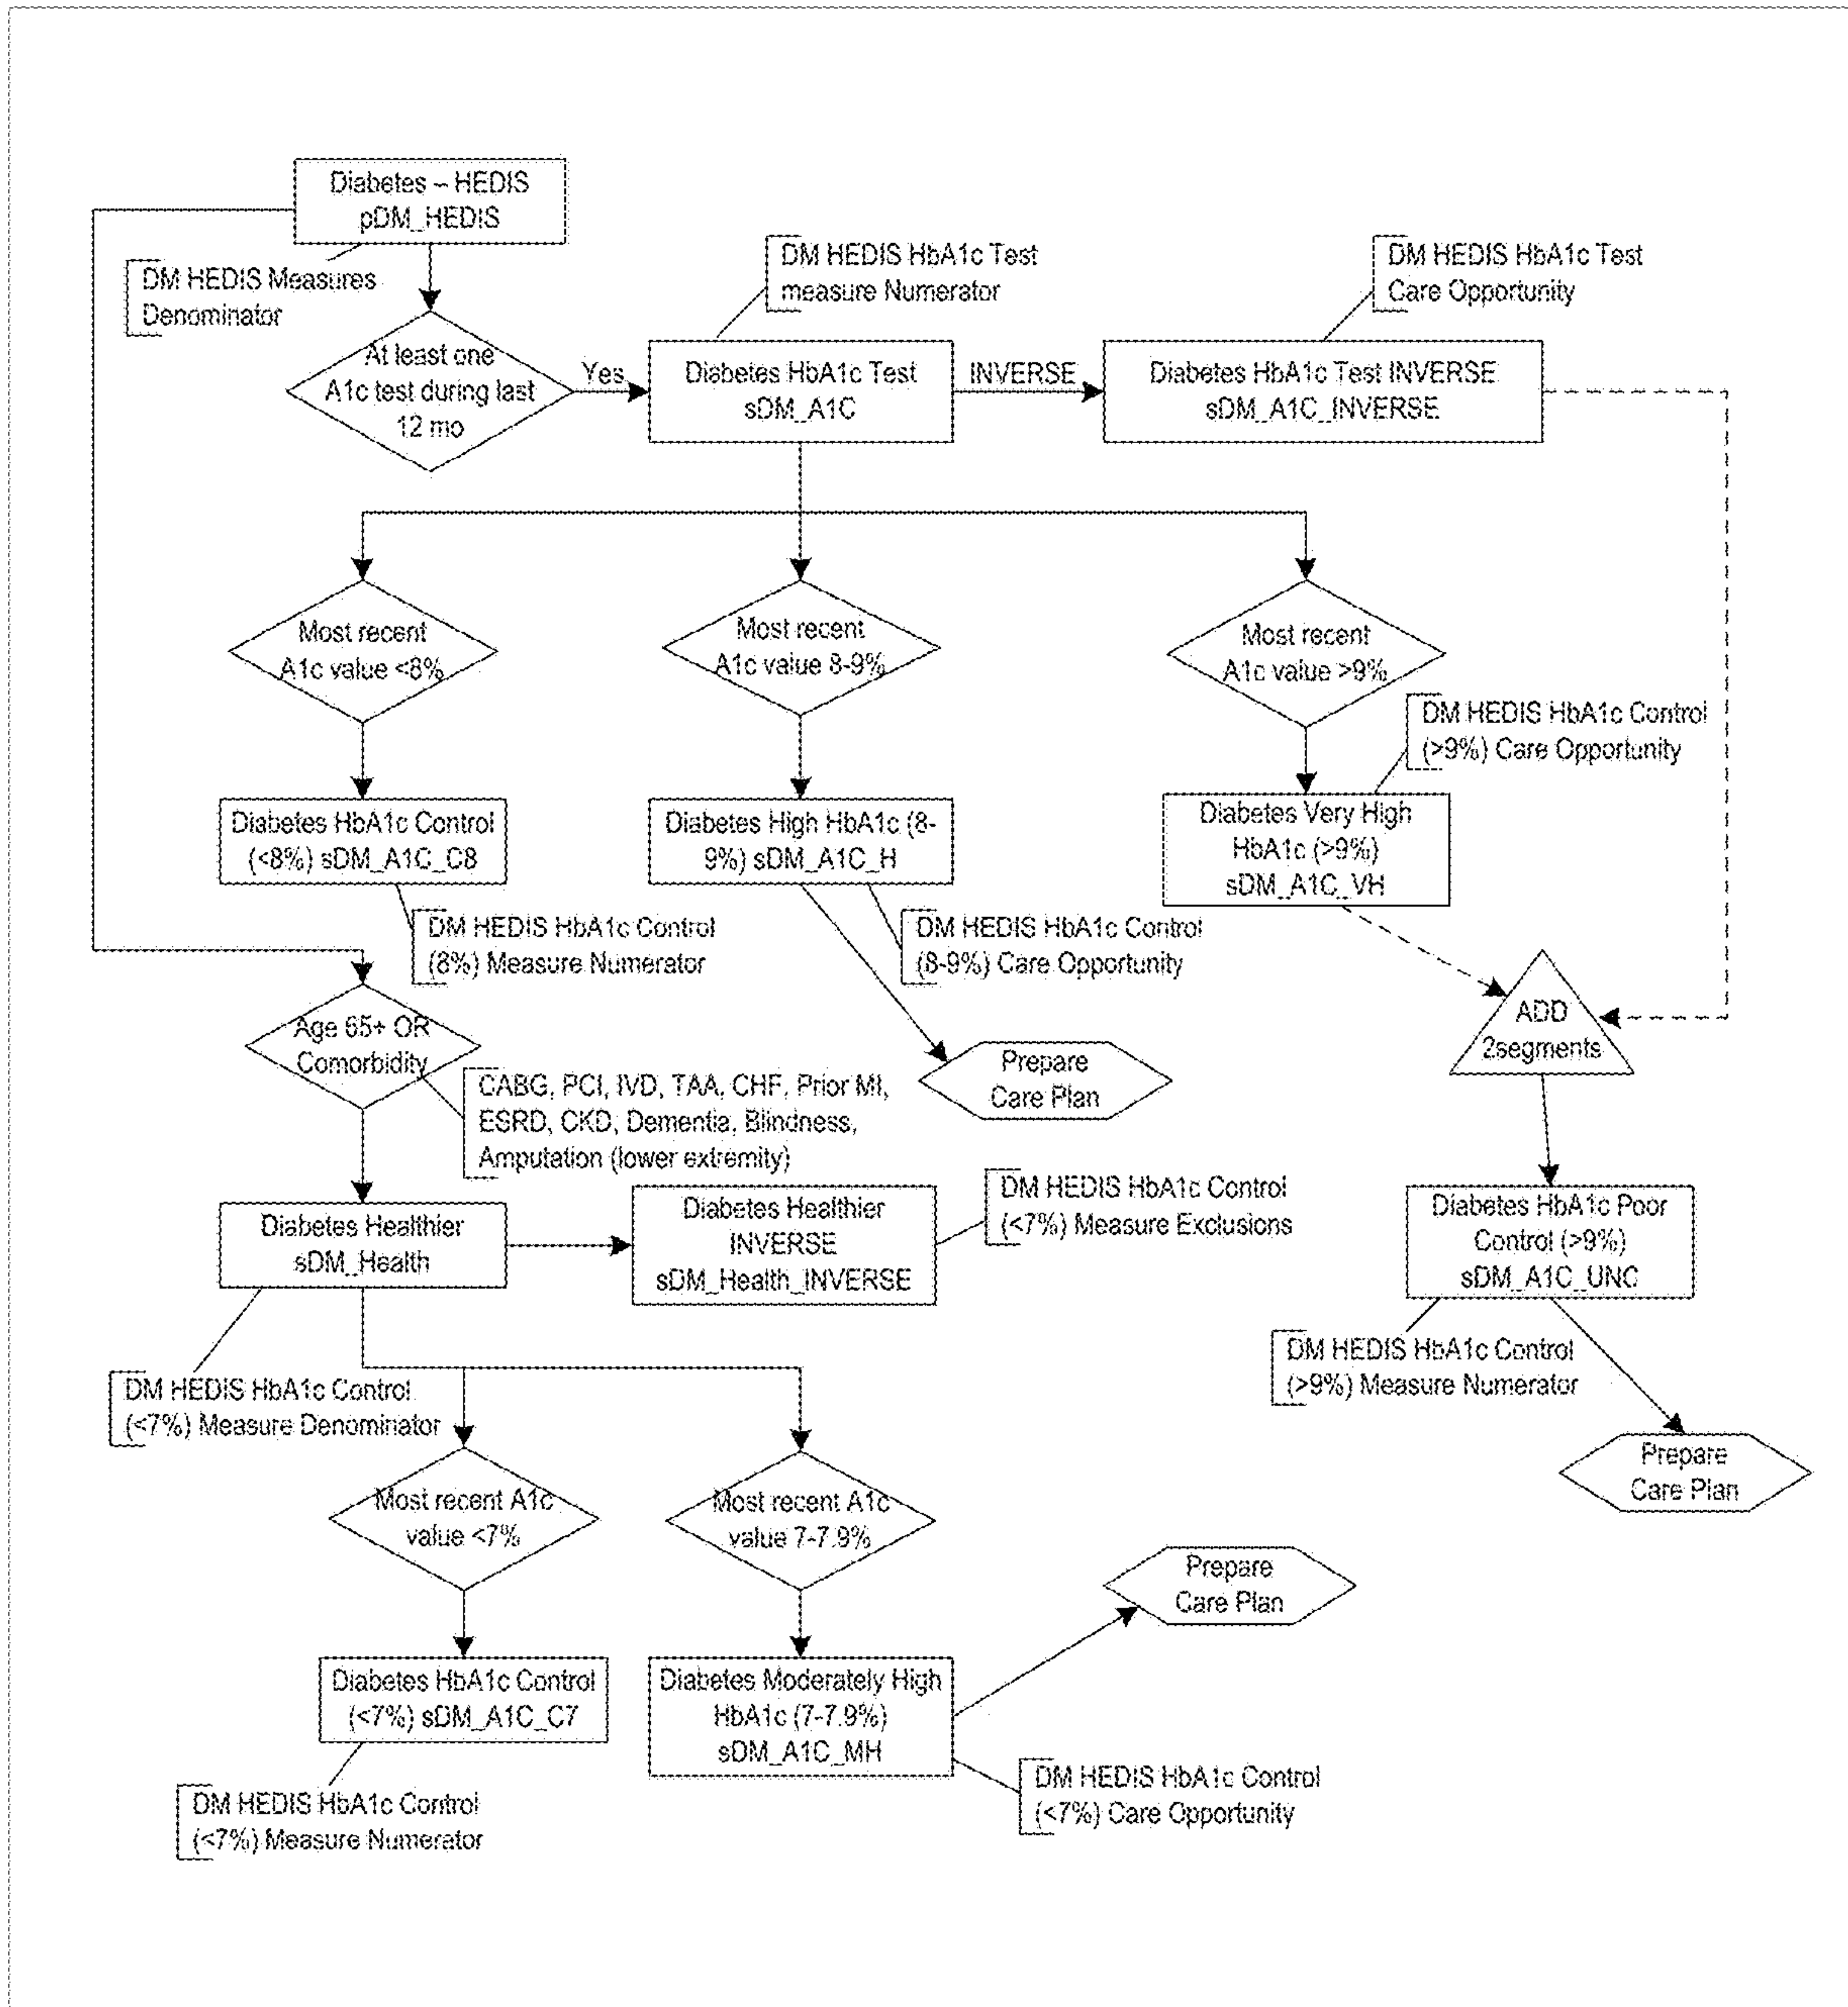 Diabetes – HEDIS
pDM_HEDIS
DM HEDIS Measures
Denominator
At least one
A1c test during last
12 mo
Yes
DM HEDIS HbA1c Test
measure Numerator
Diabetes HbA1c Test
sDM_A1C
INVERSE
DM HEDIS HbA1c Test
Care Opportunity
Diabetes HbA1c Test INVERSE
sDM_A1C_INVERSE
Most recent
A1c value <8%
Most recent
A1c value 8-9%
Most recent
A1c value >9%
DM HEDIS HbA1c Control
(>9%) Care Opportunity
Diabetes HbA1c Control
(<8%) sDM_A1C_C8
Diabetes High HbA1c (8-
9%) sDM_A1C_H
Diabetes Very High
HbA1c (>9%)
sDM_A1C_VH
DM HEDIS HbA1c Control
(8%) Measure Numerator
DM HEDIS HbA1c Control
(8-9%) Care Opportunity
ADD
2segments
Age 65+ OR
Comorbidity
CABG, PCI, IVD, TAA, CHF, Prior MI,
ESRD, CKD, Dementia, Blindness,
Amputation (lower extremity)
Prepare
Care Plan
Diabetes Healthier
sDM_Health
Diabetes Healthier
INVERSE
sDM_Health_INVERSE
DM HEDIS HbA1c Control
(<7%) Measure Exclusions
Diabetes HbA1c Poor
Control (>9%)
sDM_A1C_UNC
DM HEDIS HbA1c Control
(>9%) Measure Numerator
Prepare
Care Plan
DM HEDIS HbA1c Control
(<7%) Measure Denominator
Most recent A1c
value <7%
Most recent A1c
value 7-7.9%
Prepare
Care Plan
Diabetes HbA1c Control
(<7%) sDM_A1C_C7
Diabetes Moderately High
HbA1c (7-7.9%)
sDM_A1C_MH
DM HEDIS HbA1c Control
(<7%) Measure Numerator
DM HEDIS HbA1c Control
(<7%) Care Opportunity